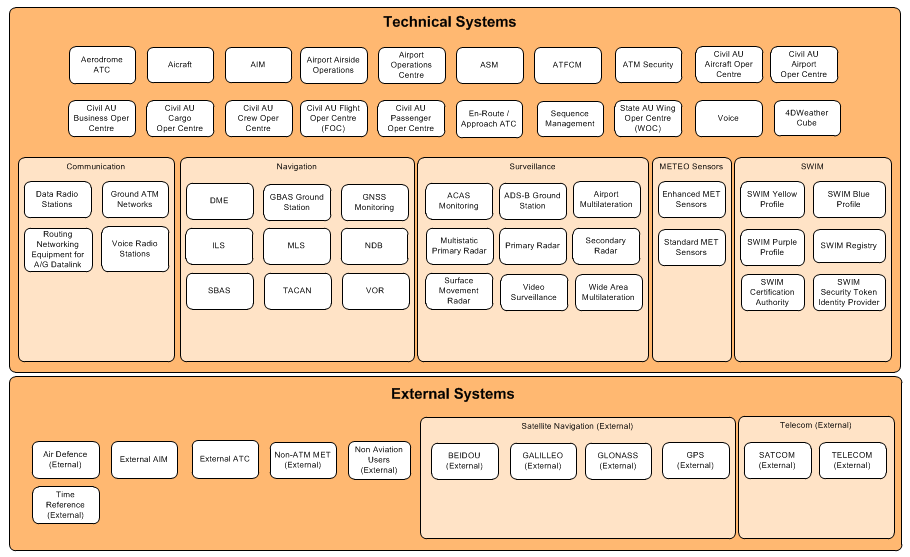 Technical Systems
Aerodrome
ATC
Aicraft
AIM
Airport Airside
Operations
Airport
Operations
Centre
ASM
ATFCM
ATM Security
Civil AU
Aircraft Oper
Centre
Civil AU
Airport
Oper Centre
Civil AU
Business Oper
Centre
Civil AU
Cargo
Oper Centre
Civil AU
Crew Oper
Centre
Civil AU Flight
Oper Centre
(FOC)
Civil AU
Passenger
Oper Centre
En-Route /
Approach ATC
Sequence
Management
State AU Wing
Oper Centre
(WOC)
Voice
4DWeather
Cube
Communication
Data Radio
Stations
Ground ATM
Networks
Routing
Networking
Equipment for
A/G Datalink
Voice Radio
Stations
Navigation
DME
GBAS Ground
Station
GNSS
Monitoring
ILS
MLS
NDB
SBAS
TACAN
VOR
Surveillance
ACAS
Monitoring
ADS-B Ground
Station
Airport
Multilateration
Multistatic
Primary Radar
Primary Radar
Secondary
Radar
Surface
Movement
Radar
Video
Surveillance
Wide Area
Multilateration
METEO Sensors
Enhanced MET
Sensors
Standard MET
Sensors
SWIM
SWIM Yellow
Profile
SWIM Blue
Profile
SWIM Purple
Profile
SWIM Registry
SWIM
Certification
Authority
SWIM
Security Token
Identity Provider
External Systems
Air Defence
(Eternal)
External AIM
External ATC
Non-ATM MET
(External)
Non Aviation
Users
(External)
Time
Reference
(External)
Satellite Navigation (External)
BEIDOU
(External)
GALILLEO
(External)
GLONASS
(External)
GPS
(External)
Telecom (External)
SATCOM
(External)
TELECOM
(External)